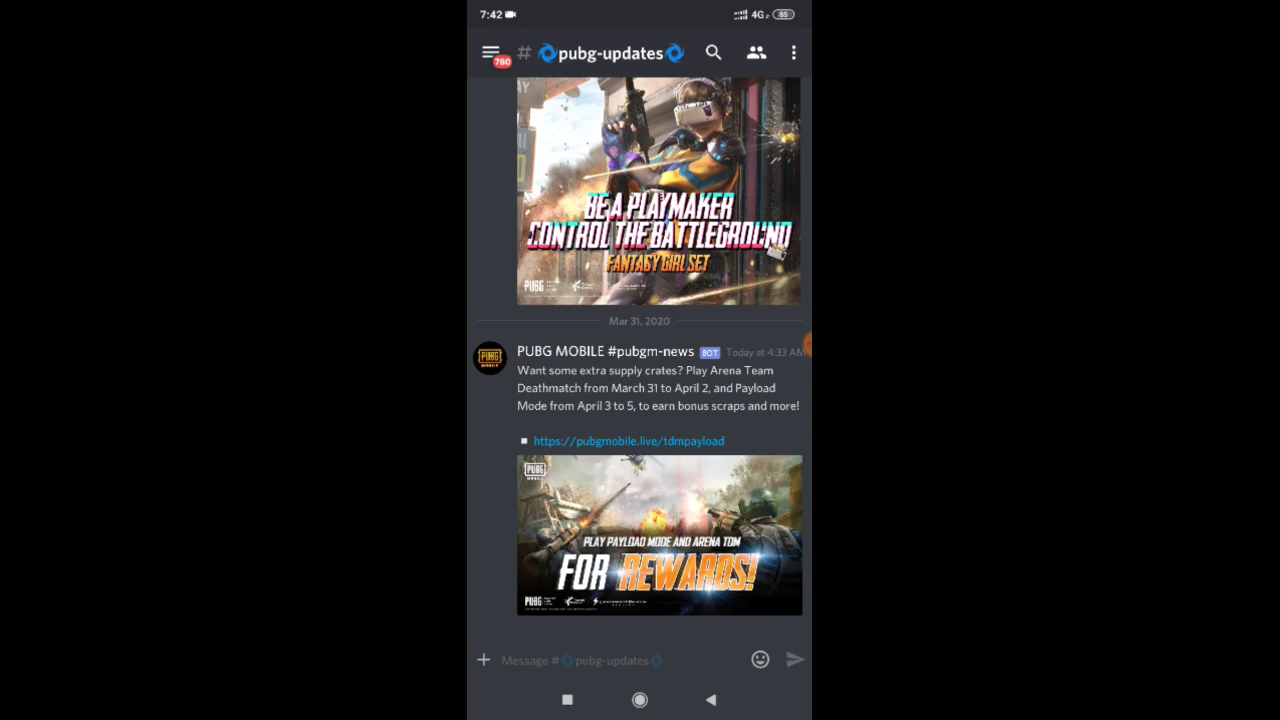 7:42 4G 85
780 # pubg-updates
BE A PLAYMAKER
CONTROL THE BATTLEGROUND
FANTASY GIRL SET
PUBG
Mar 31, 2020
PUBG MOBILE #pubgm-news BOT Today at 4:33 AM
Want some extra supply crates? Play Arena Team
Deathmatch from March 31 to April 2, and Payload
Mode from April 3 to 5, to earn bonus scraps and more!
https://pubgmobile.live/tdmpayload
PUBG
MOBILE
PLAY PAYLOAD MODE AND ARENA TDM
FOR REWARDS!
PUBG
Message # pubg-updates